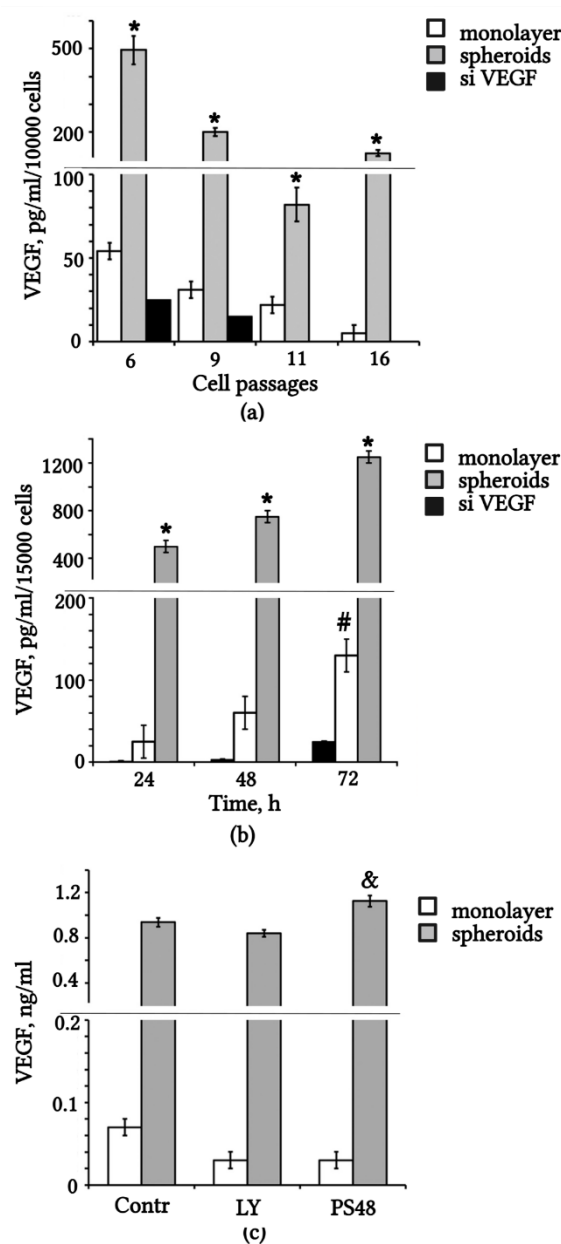 monolayer
spheroids
si VEGF
VEGF, pg/ml/10000 cells
500
200
100
50
0
*
*
*
*
6 9 11 16
Cell passages
(a)
monolayer
spheroids
si VEGF
VEGF, pg/ml/15000 cells
1200
800
400
200
100
0
*
*
*
#
24 48 72
Time, h
(b)
monolayer
spheroids
VEGF, ng/ml
1.2
0.8
0.4
0.2
0.1
0
&
Contr LY PS48
(c)